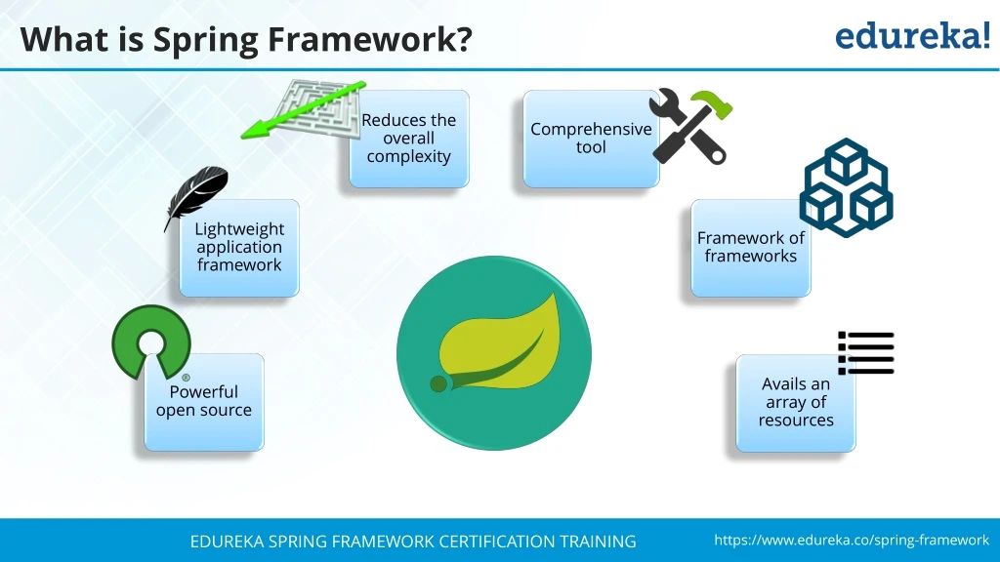 What is Spring Framework?
edureka!
Reduces the
overall
complexity
Comprehensive
tool
Lightweight
application
framework
Framework of
frameworks
®
Powerful
open source
Avails an
array of
resources
EDUREKA SPRING FRAMEWORK CERTIFICATION TRAINING
https://www.edureka.co/spring-framework